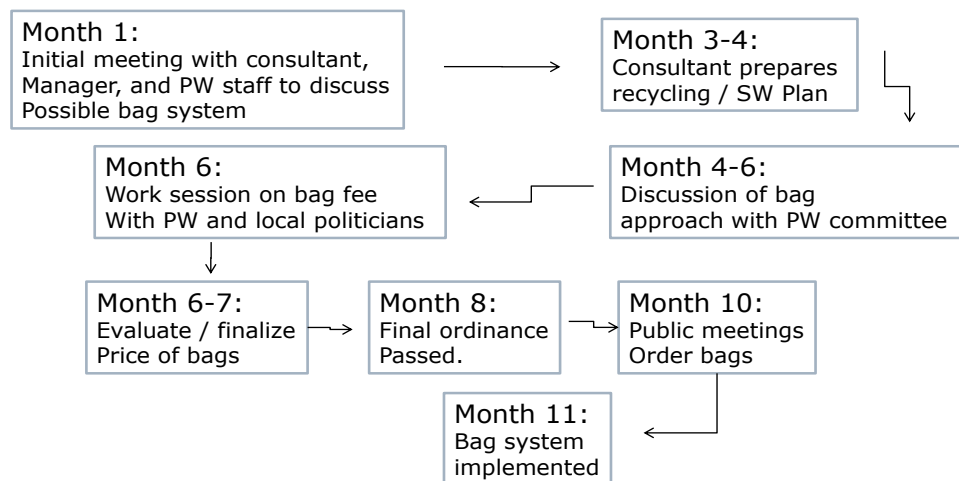 Month 1:
Initial meeting with consultant,
Manager, and PW staff to discuss
Possible bag system
Month 3-4:
Consultant prepares
recycling / SW Plan
Month 4-6:
Discussion of bag
approach with PW committee
Month 6:
Work session on bag fee
With PW and local politicians
Month 6-7:
Evaluate / finalize
Price of bags
Month 8:
Final ordinance
Passed.
Month 10:
Public meetings
Order bags
Month 11:
Bag system
implemented